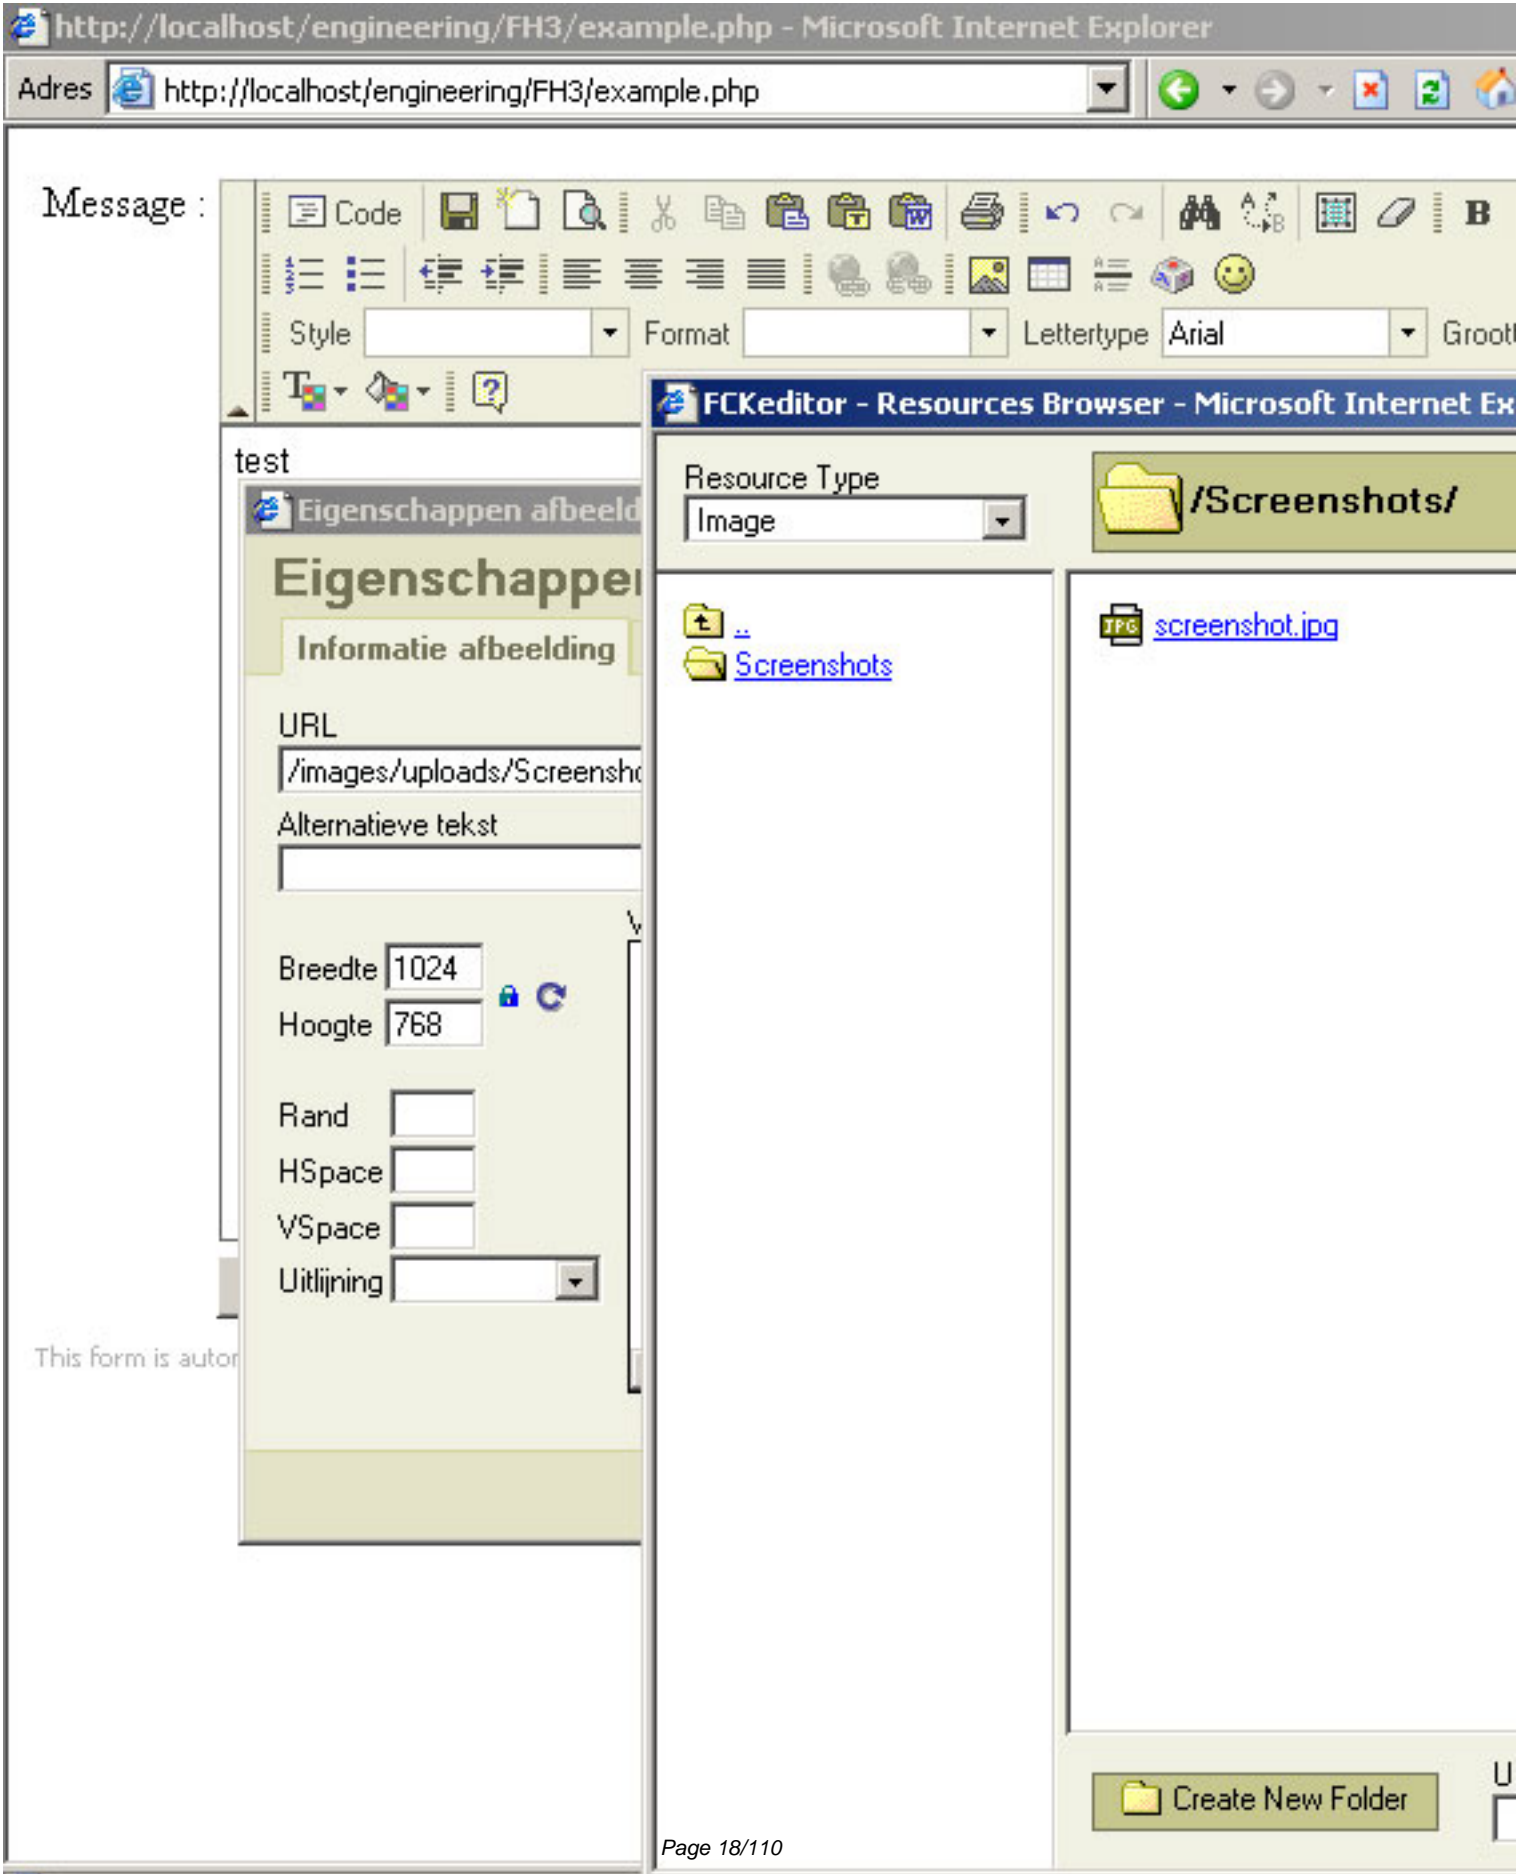 http://localhost/engineering/FH3/example.php - Microsoft Internet Explorer
Adres http://localhost/engineering/FH3/example.php
Message :
Code
B
Style Format Lettertype Arial
FCKeditor - Resources Browser - Microsoft Internet Ex
test
Resource Type
Image
/Screenshots/
Eigenschappen afbeeld
Eigenschappen
Informatie afbeelding
..
Screenshots
screenshot.jpg
URL
/images/uploads/Screensho
Alternatieve tekst
Breedte 1024
Hoogte 768
Rand
HSpace
VSpace
Uitlijning
This form is autor
Create New Folder
Page 18/110